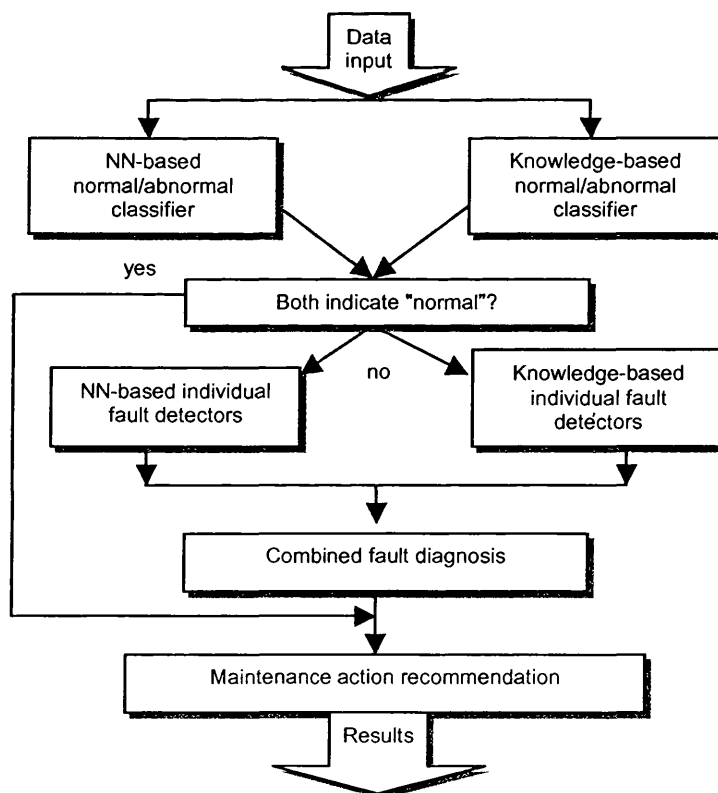 Data
input
NN-based
normal/abnormal
classifier
Knowledge-based
normal/abnormal
classifier
yes
Both indicate "normal"?
NN-based individual
fault detectors
no
Knowledge-based
individual fault
detectors
Combined fault diagnosis
Maintenance action recommendation
Results